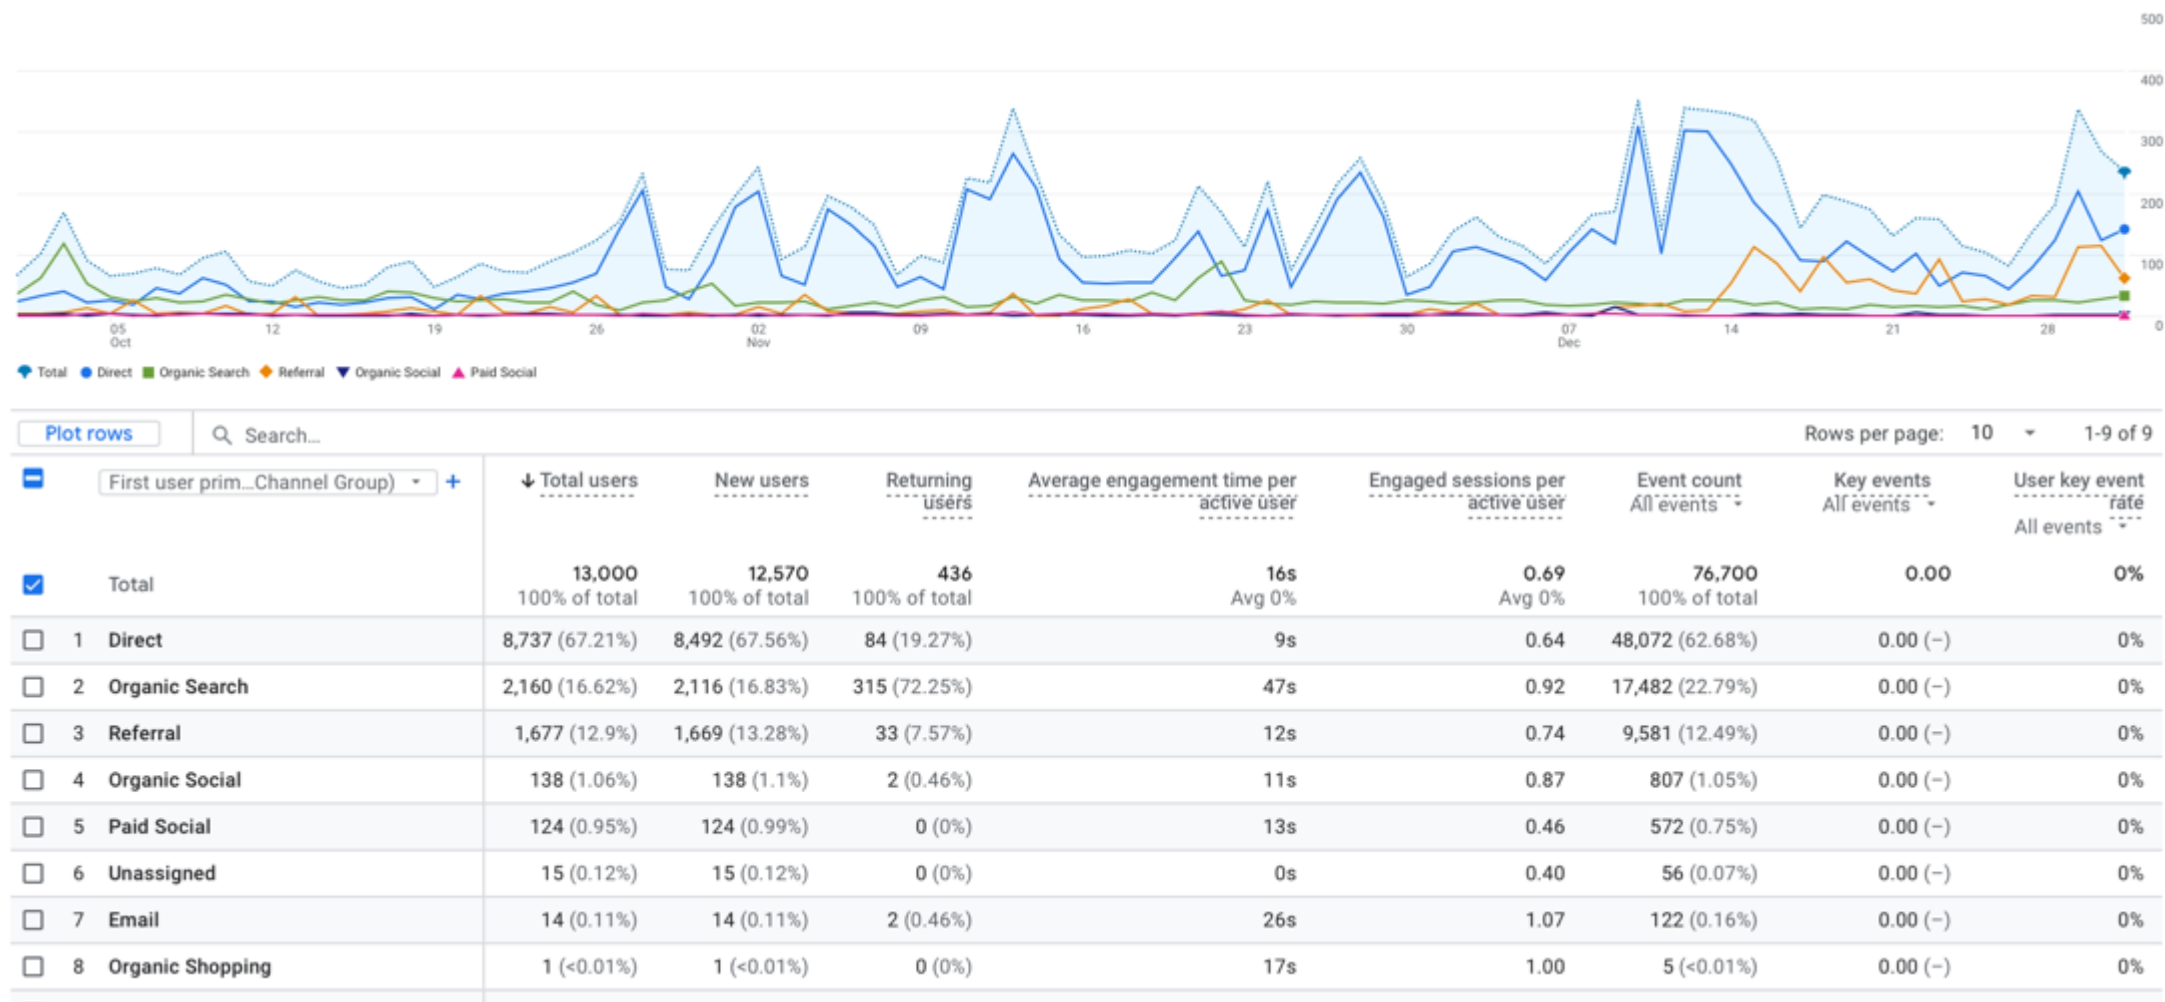 500
400
300
200
100
0
05 12 19 26 02 09 16 23 30 07 14 21 28
Oct Nov Dec
Total Direct Organic Search Referral Organic Social Paid Social
Plot rows Search… Rows per page: 10 1-9 of 9
First user prim…Channel Group) + ↓ Total users New users Returning users Average engagement time per active user Engaged sessions per active user Event count All events Key events All events User key event rate All events
Total 13,000 12,570 436 16s 0.69 76,700 0.00 0%
100% of total 100% of total 100% of total Avg 0% Avg 0% 100% of total
1 Direct 8,737 (67.21%) 8,492 (67.56%) 84 (19.27%) 9s 0.64 48,072 (62.68%) 0.00 (–) 0%
2 Organic Search 2,160 (16.62%) 2,116 (16.83%) 315 (72.25%) 47s 0.92 17,482 (22.79%) 0.00 (–) 0%
3 Referral 1,677 (12.9%) 1,669 (13.28%) 33 (7.57%) 12s 0.74 9,581 (12.49%) 0.00 (–) 0%
4 Organic Social 138 (1.06%) 138 (1.1%) 2 (0.46%) 11s 0.87 807 (1.05%) 0.00 (–) 0%
5 Paid Social 124 (0.95%) 124 (0.99%) 0 (0%) 13s 0.46 572 (0.75%) 0.00 (–) 0%
6 Unassigned 15 (0.12%) 15 (0.12%) 0 (0%) 0s 0.40 56 (0.07%) 0.00 (–) 0%
7 Email 14 (0.11%) 14 (0.11%) 2 (0.46%) 26s 1.07 122 (0.16%) 0.00 (–) 0%
8 Organic Shopping 1 (<0.01%) 1 (<0.01%) 0 (0%) 17s 1.00 5 (<0.01%) 0.00 (–) 0%